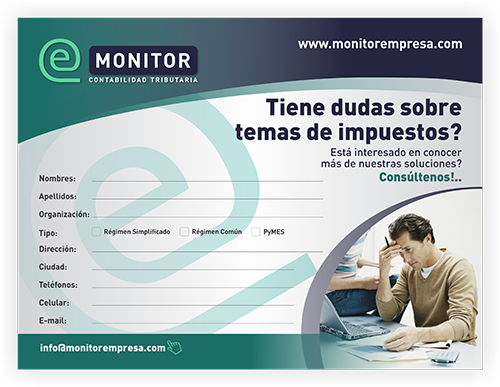 e MONITOR
CONTABILIDAD TRIBUTARIA
www.monitorempresa.com
Tiene dudas sobre
temas de impuestos?
Está interesado en conocer
más de nuestras soluciones?
Consúltenos!..
Nombres:
Apellidos:
Organización:
Tipo: Régimen Simplificado Régimen Común PyMES
Dirección:
Ciudad:
Teléfonos:
Celular:
E-mail:
info@monitorempresa.com